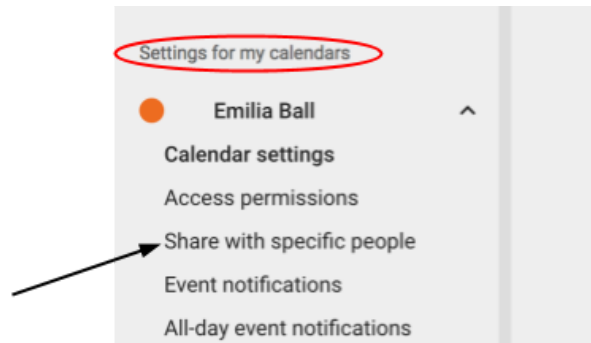 Settings for my calendars
Emilia Ball
Calendar settings
Access permissions
Share with specific people
Event notifications
All-day event notifications